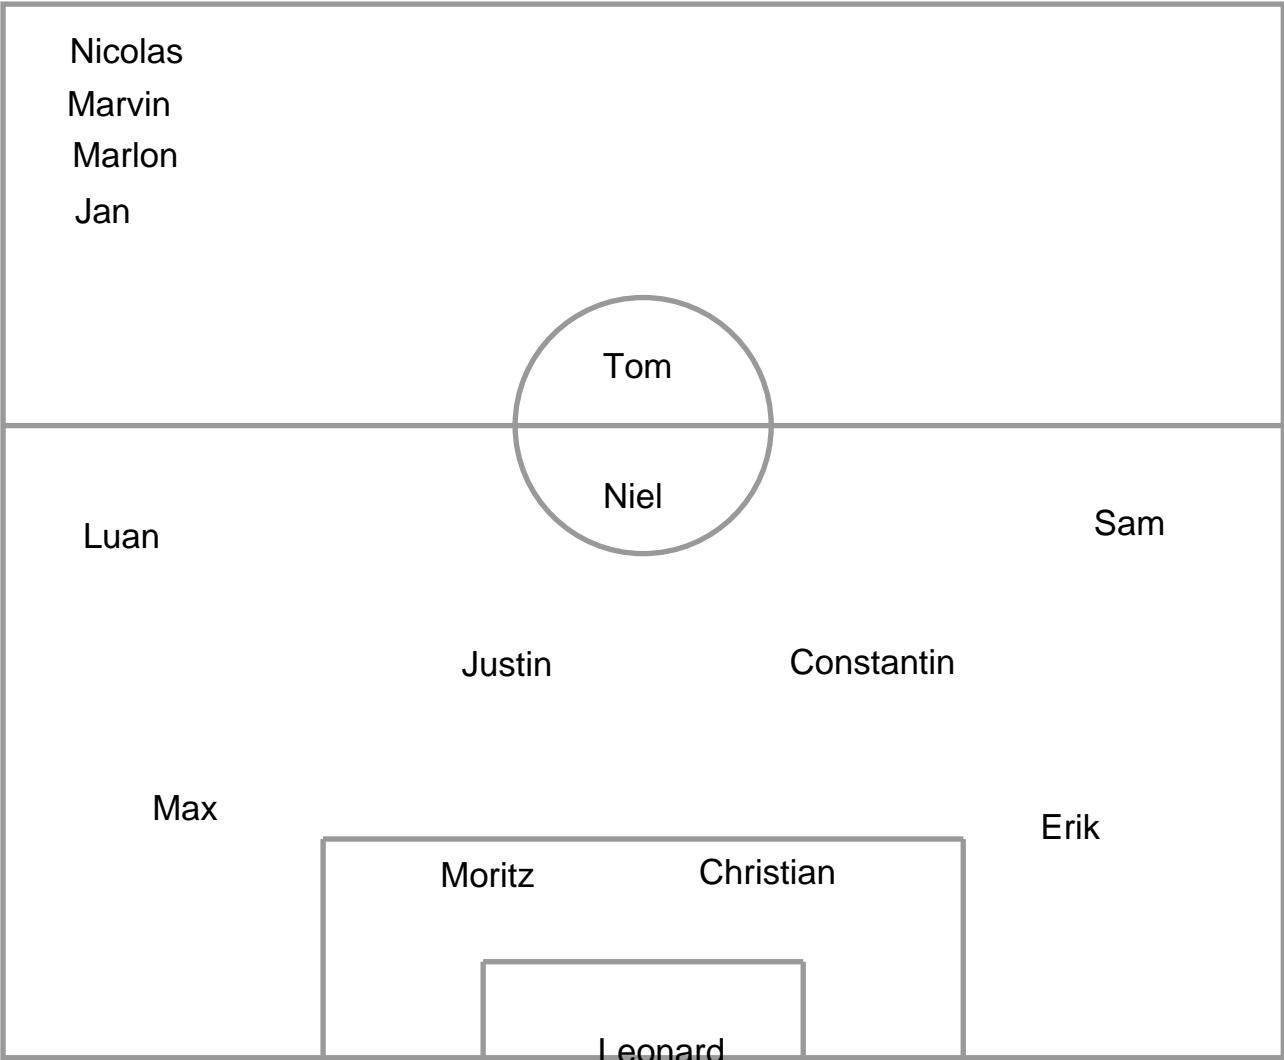 Nicolas
Marvin
Marlon
Jan
Tom
Niel
Luan
Sam
Justin
Constantin
Max
Erik
Moritz
Christian
Leonard